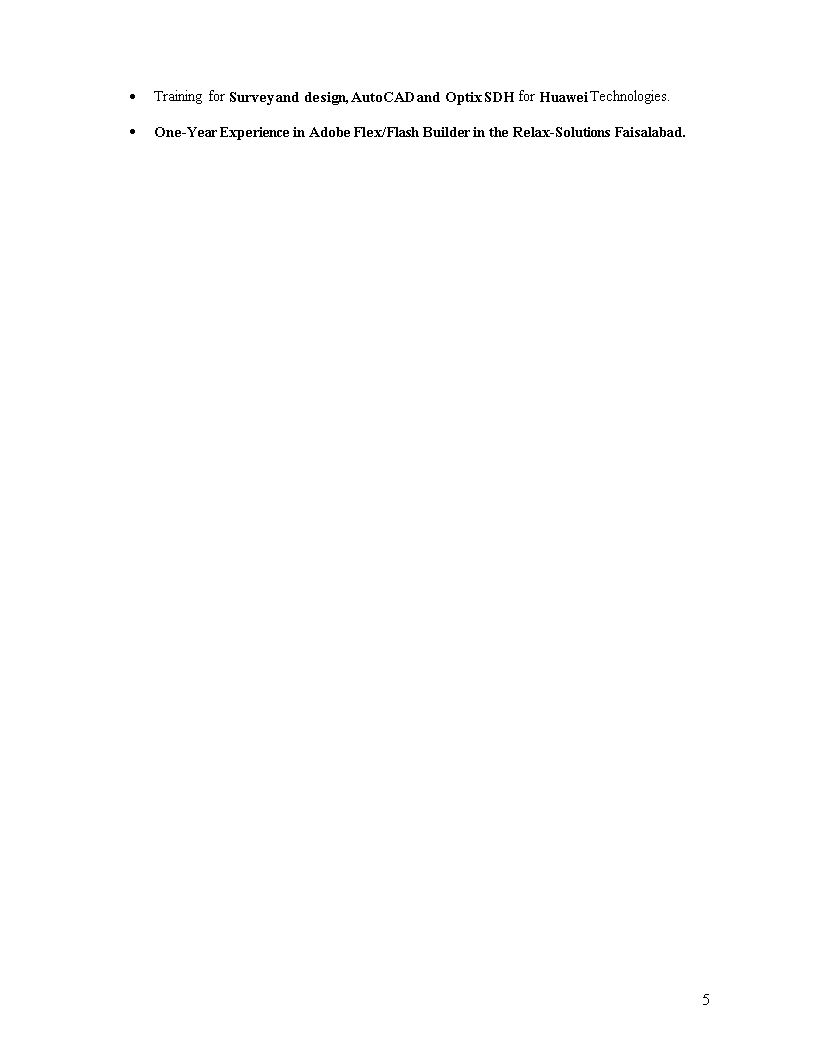 • Training for Survey and design, AutoCAD and Optix SDH for Huawei Technologies.
• One-Year Experience in Adobe Flex/Flash Builder in the Relax-Solutions Faisalabad.
5